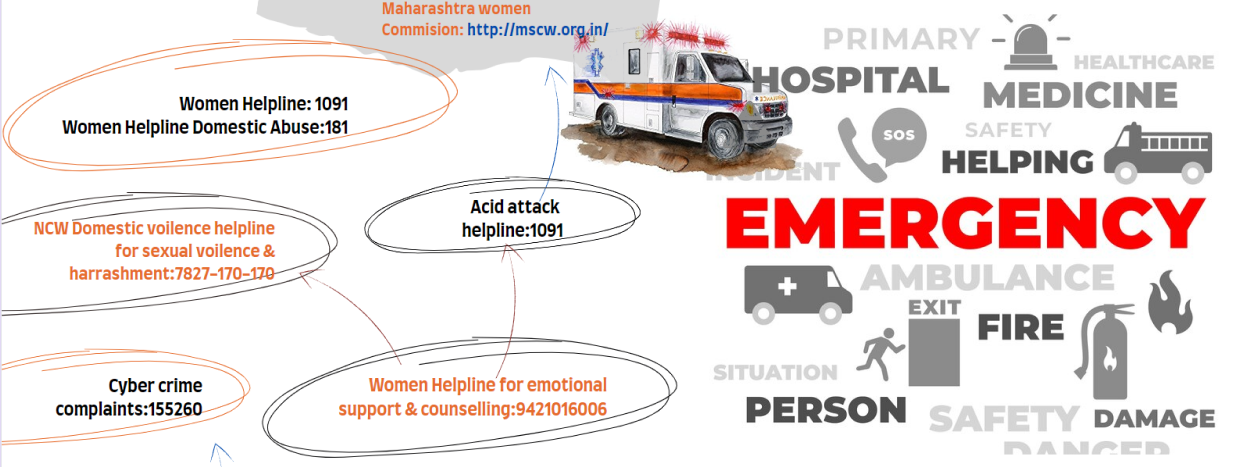 Maharashtra women
Commision: http://mscw.org.in/
Women Helpline: 1091
Women Helpline Domestic Abuse:181
NCW Domestic voilence helpline
for sexual voilence &
harrashment:7827-170-170
Acid attack
helpline:1091
Cyber crime
complaints:155260
Women Helpline for emotional
support & counselling:9421016006
PRIMARY
HEALTHCARE
HOSPITAL
MEDICINE
SOS
SAFETY
HELPING
INCIDENT
EMERGENCY
AMBULANCE
EXIT
FIRE
SITUATION
PERSON
SAFETY
DAMAGE
DANGER